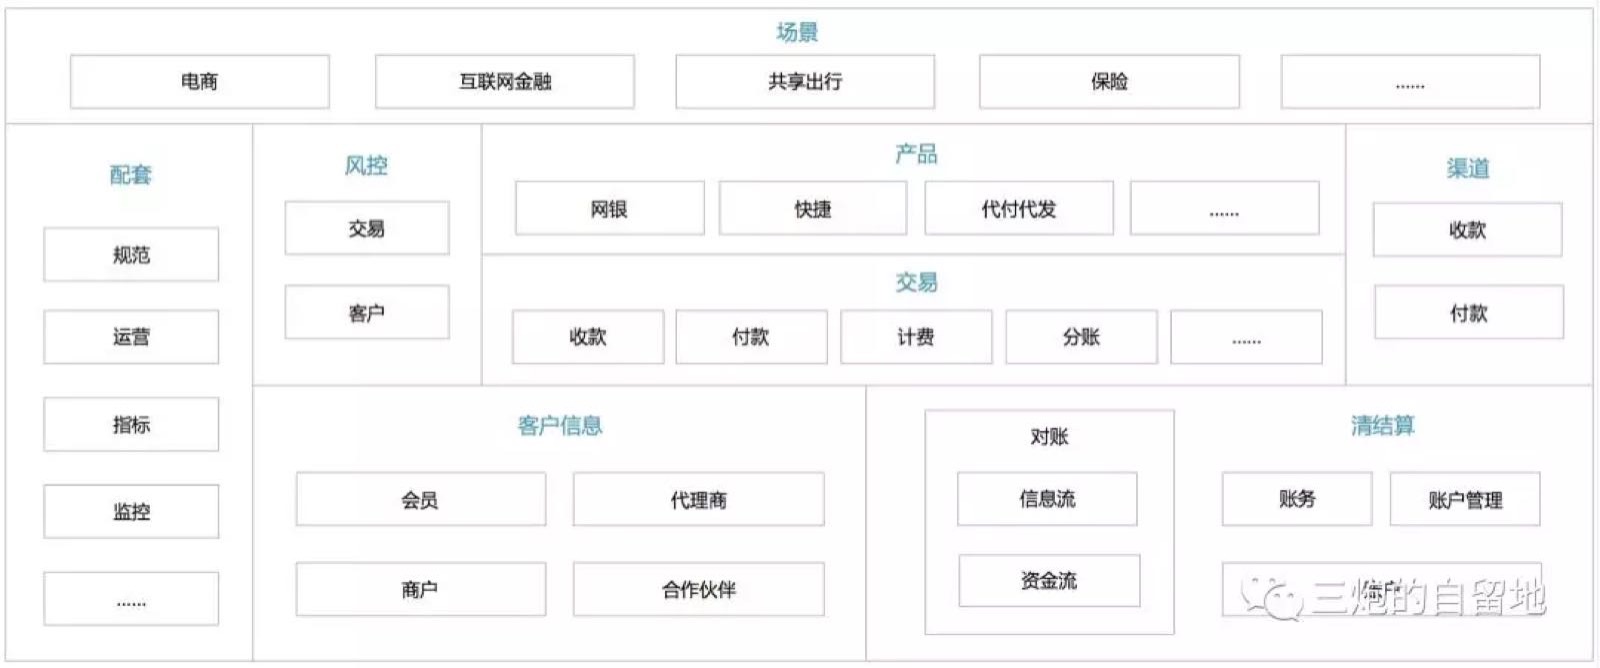 场景
电商
互联网金融
共享出行
保险
......
配套
规范
运营
指标
监控
......
风控
交易
客户
产品
网银
快捷
代付代发
......
交易
收款
付款
计费
分账
......
渠道
收款
付款
客户信息
会员
代理商
商户
合作伙伴
对账
信息流
资金流
清结算
账务
账户管理
三炮的自留地